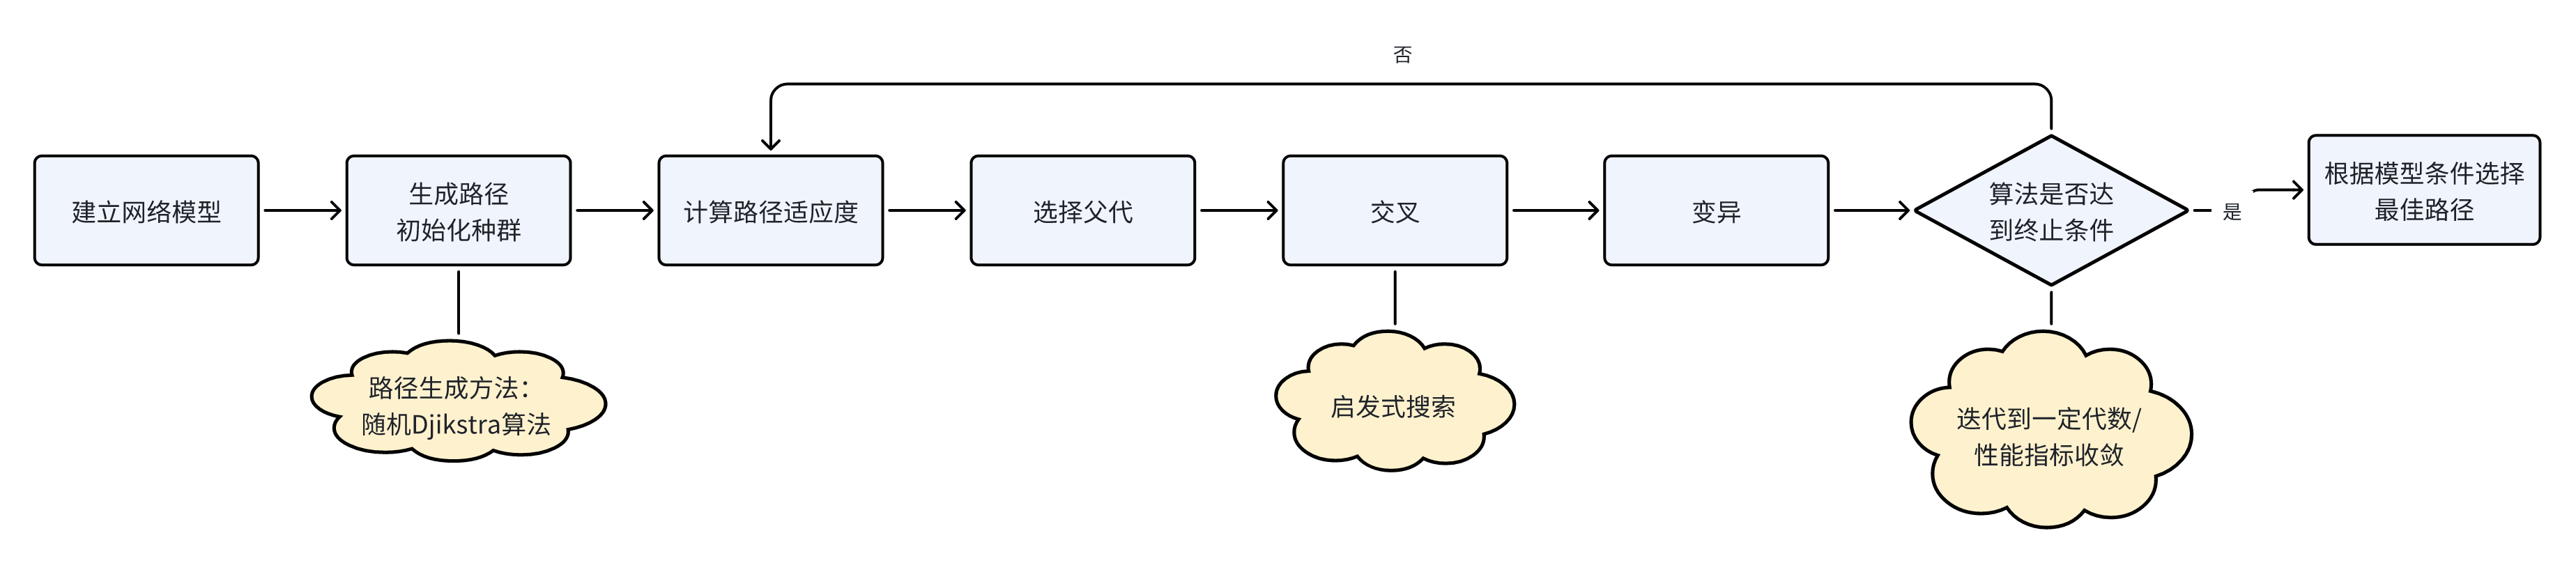 否
建立网络模型
生成路径
初始化种群
计算路径适应度
选择父代
交叉
变异
算法是否达
到终止条件
是
根据模型条件选择
最佳路径
路径生成方法：
随机Djikstra算法
启发式搜索
迭代到一定代数/
性能指标收敛